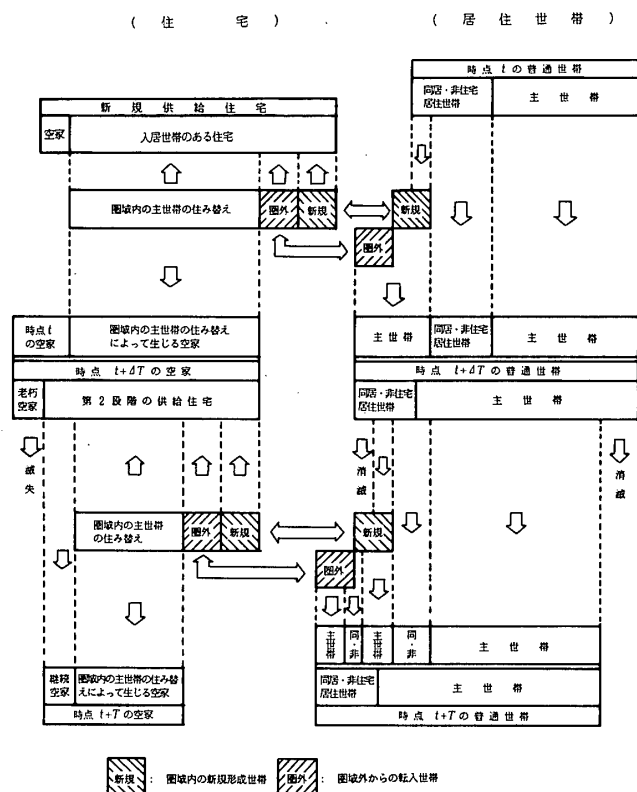 (住宅)
(居住世帯)
時点 t の普通世帯
同居・非住宅
居住世帯
主世帯
新規供給住宅
空家
入居世帯のある住宅
圏域内の主世帯の住み替え
圏外
新規
新規
圏外
時点 t
の空家
圏域内の主世帯の住み替え
によって生じる空家
主世帯
同居・非住宅
居住世帯
主世帯
時点 t+ΔT の空家
時点 t+ΔT の普通世帯
老朽
空家
第2段階の供給住宅
同居・非住宅
居住世帯
主世帯
滅失
消滅
消滅
圏域内の主世帯
の住み替え
圏外
新規
新規
圏外
主世帯
同・非
主世帯
同・非
主世帯
継続
空家
圏域内の主世帯の住み替
えによって生じる空家
同居・非住宅
居住世帯
主世帯
時点 t+T の空家
時点 t+T の普通世帯
新規 : 圏域内の新規形成世帯
圏外 : 圏域外からの転入世帯